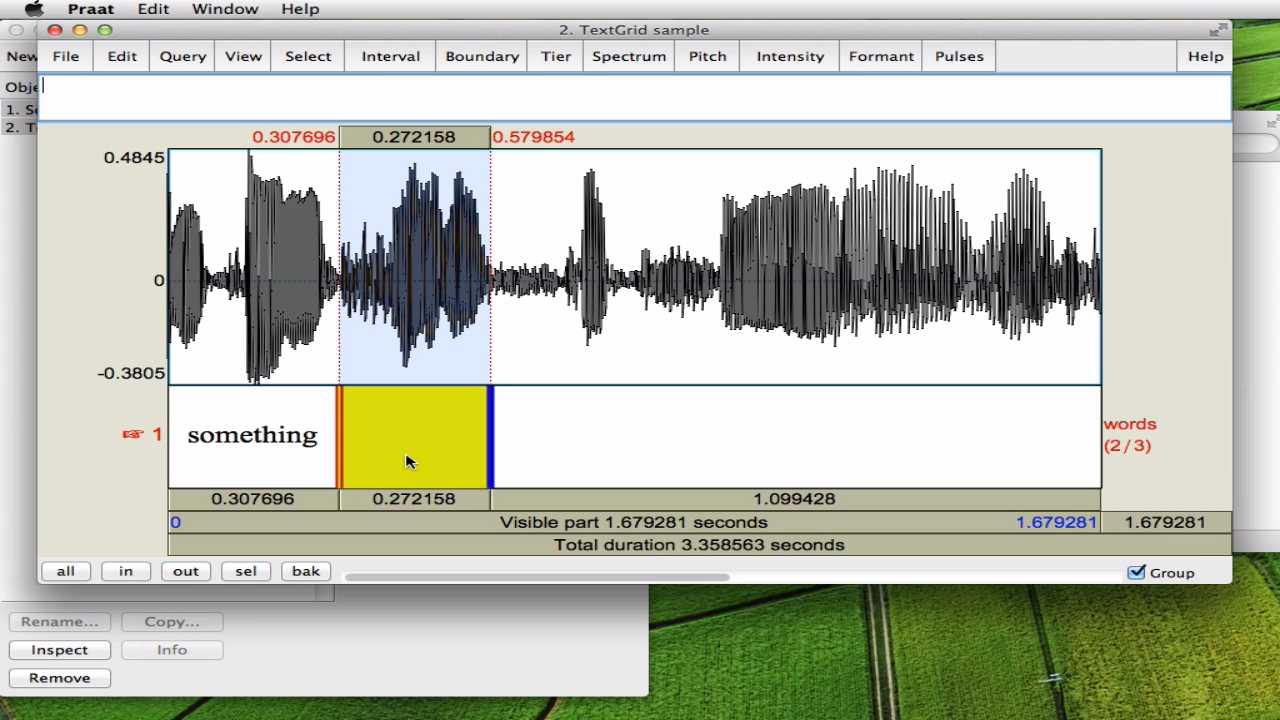 Praat Edit Window Help
2. TextGrid sample
New
File Edit Query View Select Interval Boundary Tier Spectrum Pitch Intensity Formant Pulses Help
Obje
1. S
2. T
0.307696 0.272158 0.579854
0.4845
0
-0.3805
☞ 1 something words
(2/3)
0.307696 0.272158 1.099428
0 Visible part 1.679281 seconds 1.679281 1.679281
Total duration 3.358563 seconds
all in out sel bak Group
Rename... Copy...
Inspect Info
Remove